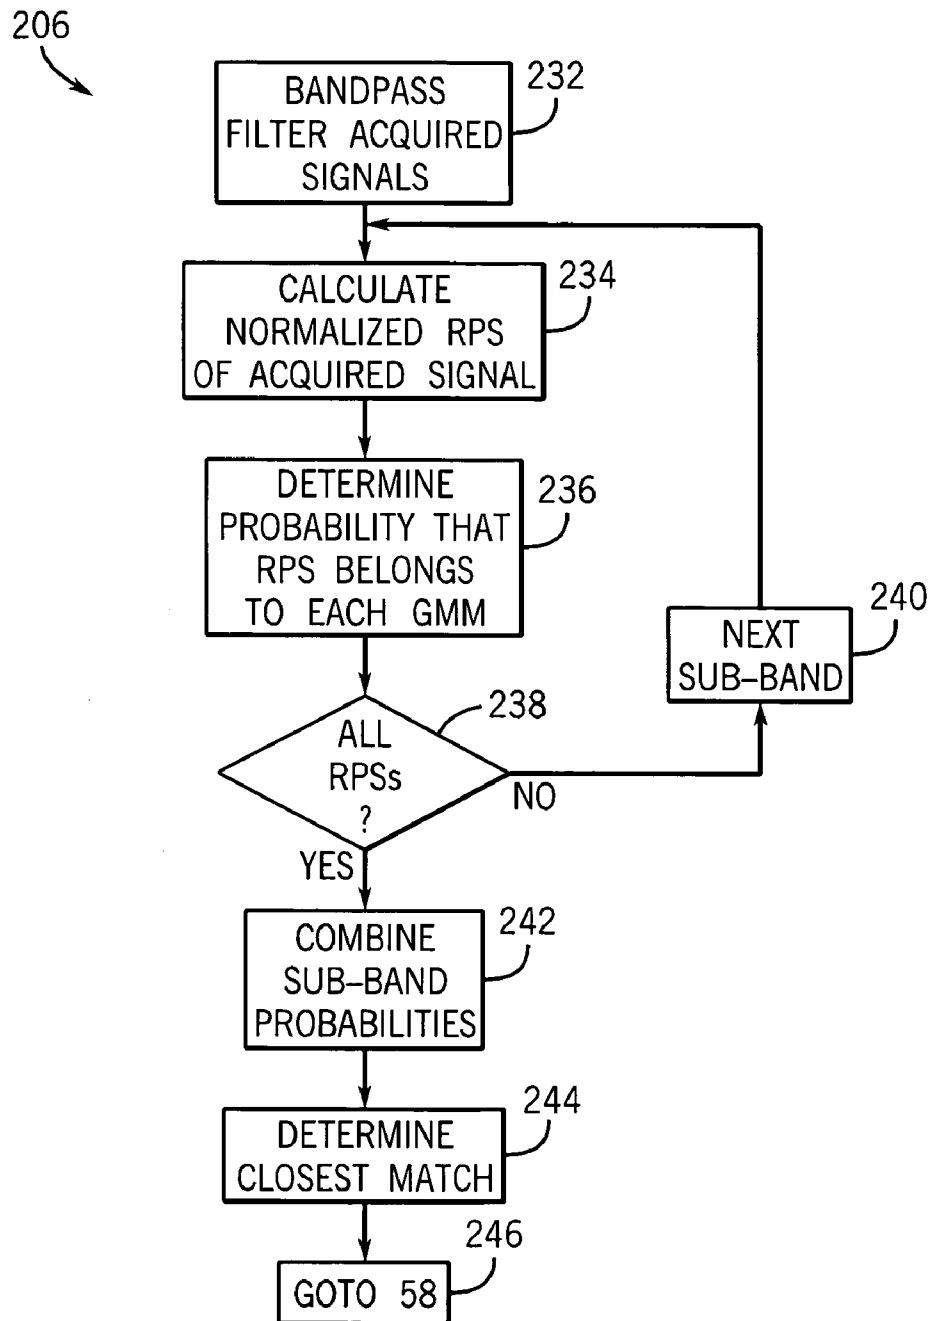 206
BANDPASS
FILTER ACQUIRED
SIGNALS
232
CALCULATE
NORMALIZED RPS
OF ACQUIRED SIGNAL
234
DETERMINE
PROBABILITY THAT
RPS BELONGS
TO EACH GMM
236
NEXT
SUB-BAND
240
ALL
RPSs
?
238
NO
YES
COMBINE
SUB-BAND
PROBABILITIES
242
DETERMINE
CLOSEST MATCH
244
GOTO 58
246